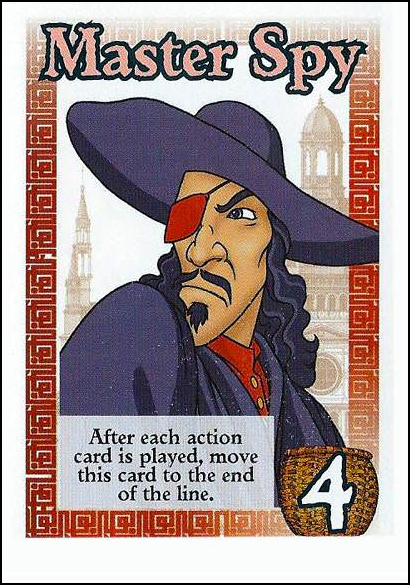 Master Spy
After each action
card is played, move
this card to the end
of the line.
4